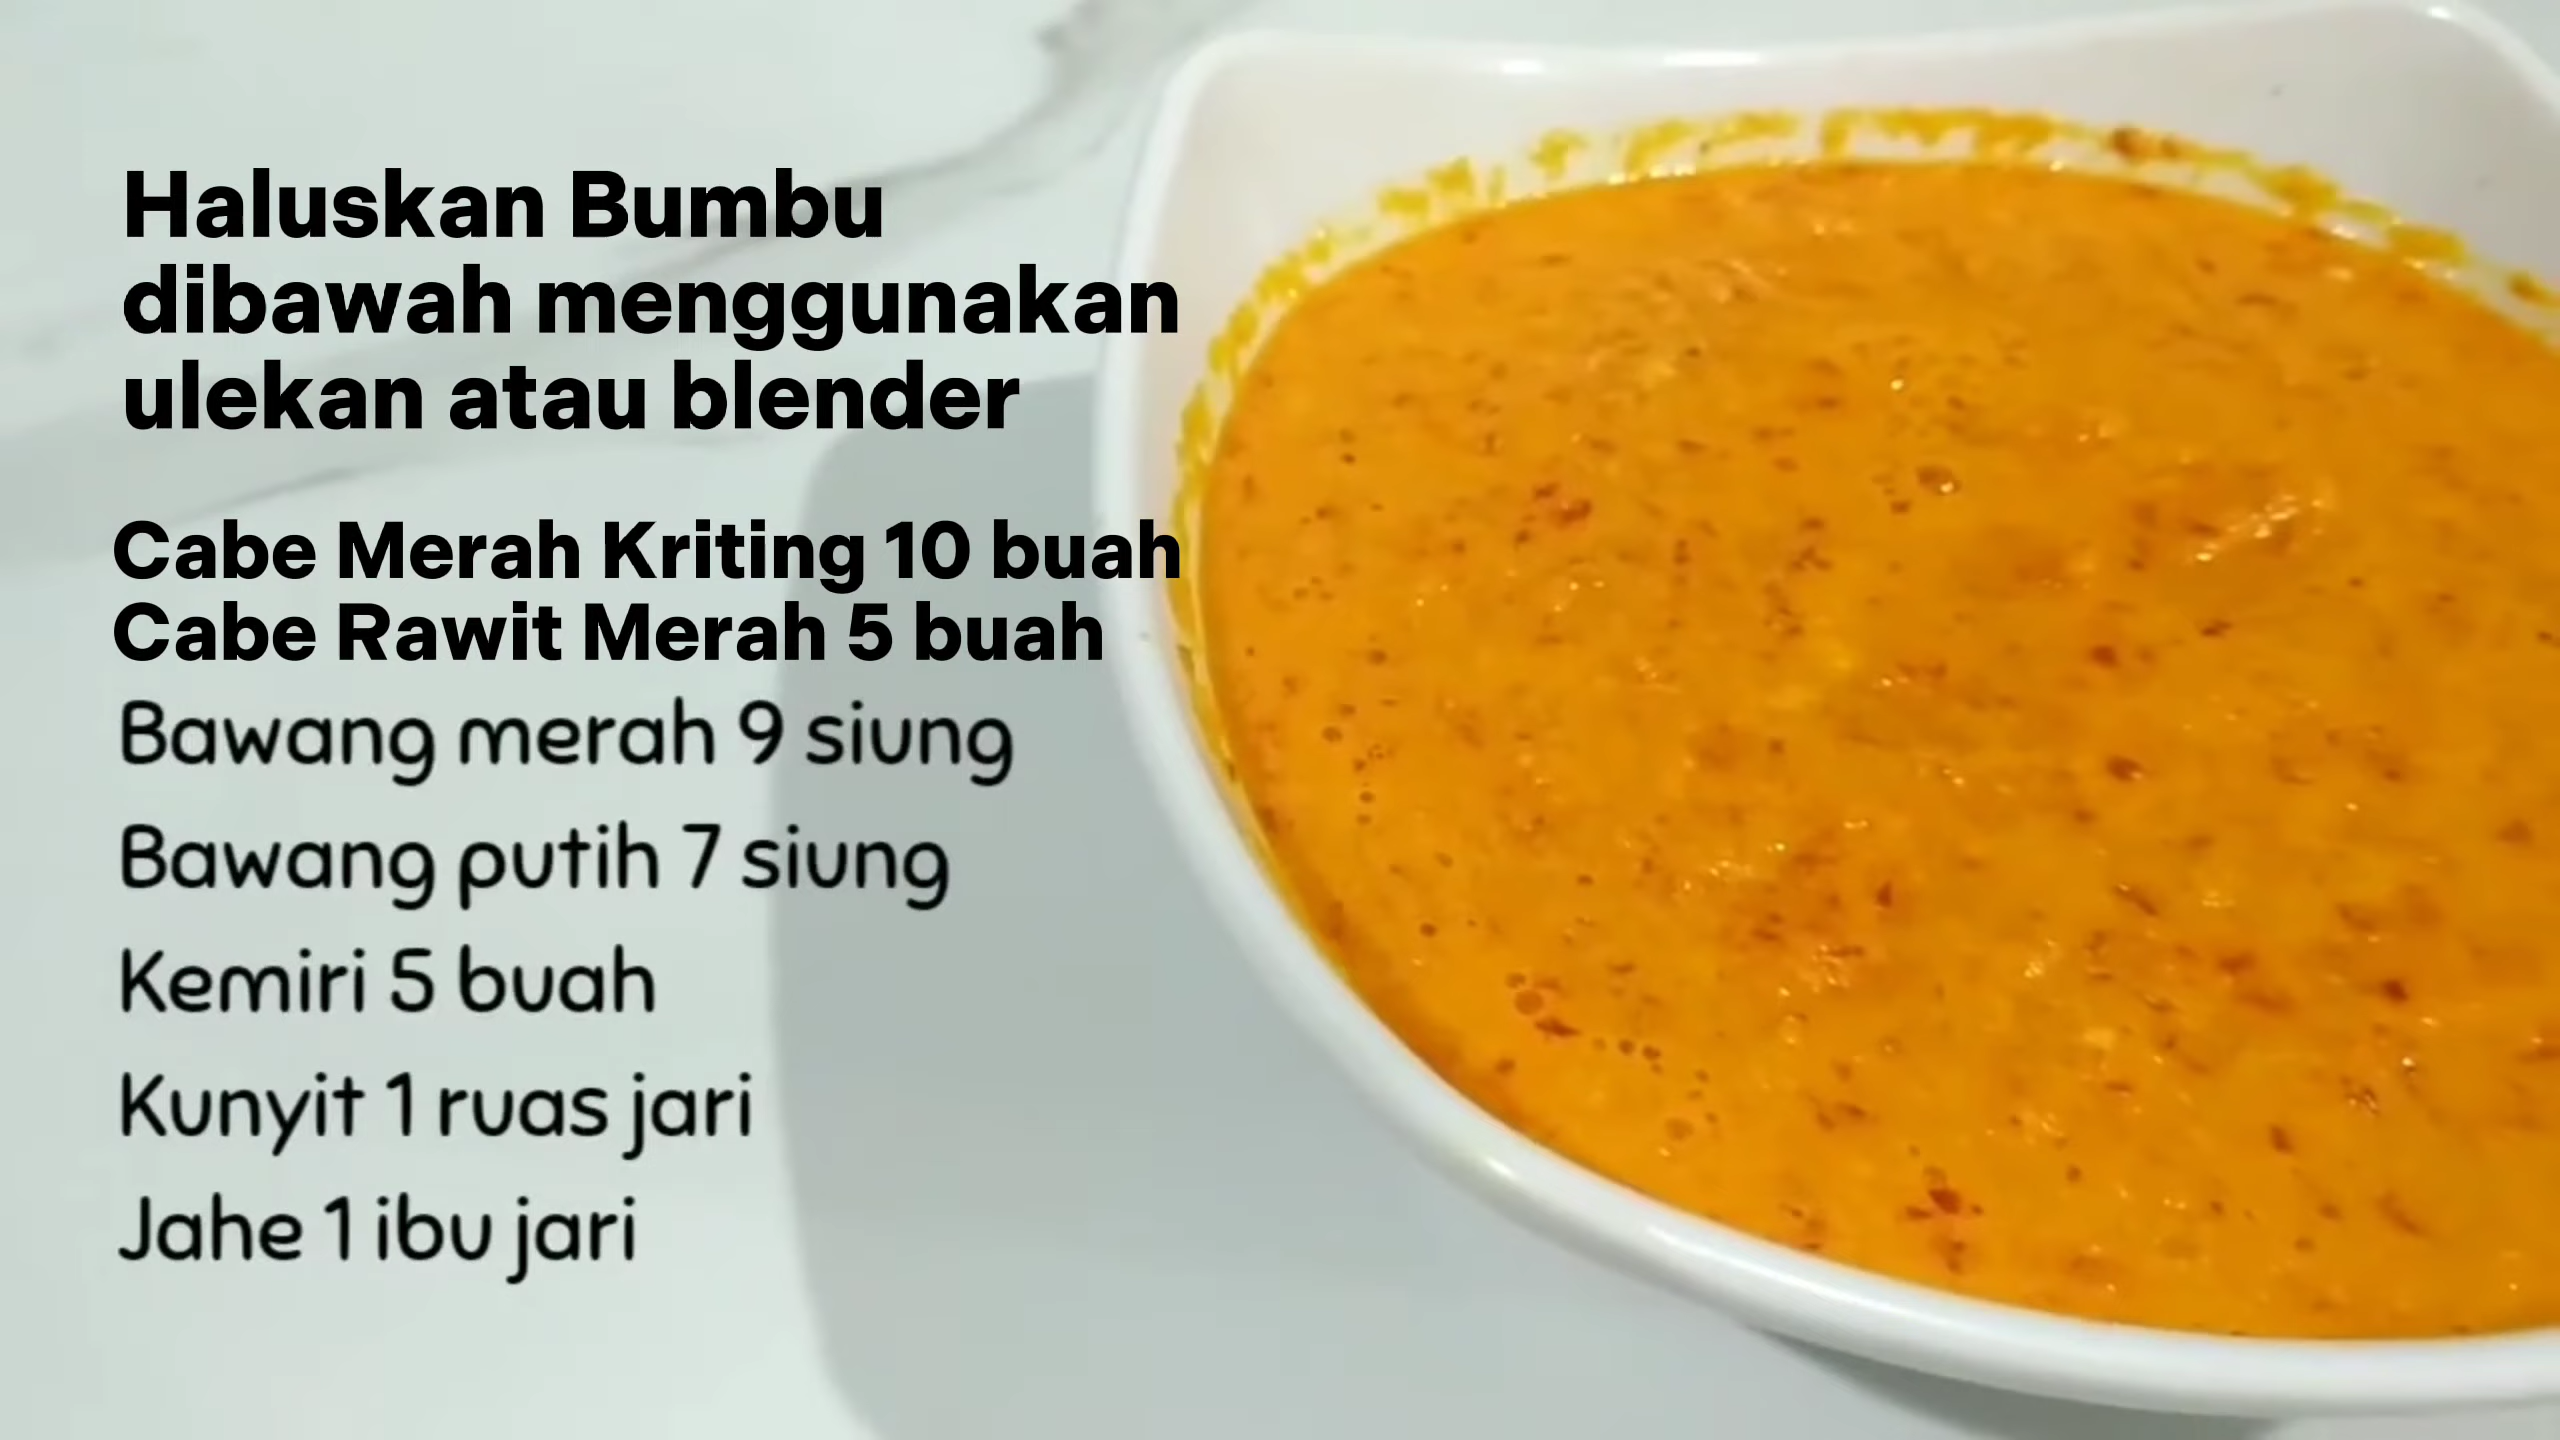 Haluskan Bumbu
dibawah menggunakan
ulekan atau blender
Cabe Merah Kriting 10 buah
Cabe Rawit Merah 5 buah
Bawang merah 9 siung
Bawang putih 7 siung
Kemiri 5 buah
Kunyit 1 ruas jari
Jahe 1 ibu jari